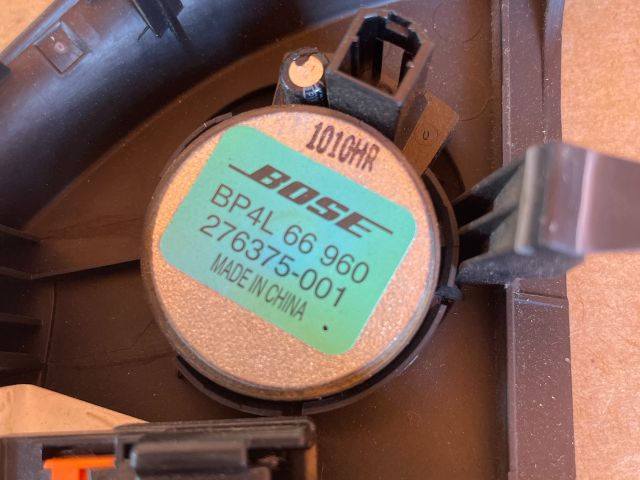 1010HR
BOSE
BP4L 66 960
276375-001
MADE IN CHINA